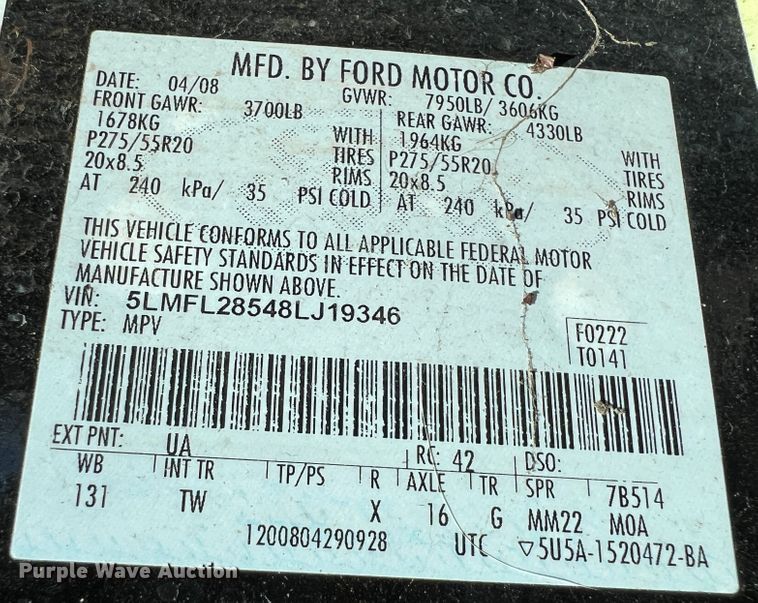 MFD. BY FORD MOTOR CO.
DATE: 04/08 GVWR: 7950LB/ 3606KG
FRONT GAWR: 3700LB REAR GAWR: 4330LB
1678KG WITH 1964KG WITH
P275/55R20 TIRES P275/55R20 TIRES
20x8.5 RIMS 20x8.5 RIMS
AT 240 kPa/ 35 PSI COLD AT 240 kPa/ 35 PSI COLD
THIS VEHICLE CONFORMS TO ALL APPLICABLE FEDERAL MOTOR
VEHICLE SAFETY STANDARDS IN EFFECT ON THE DATE OF
MANUFACTURE SHOWN ABOVE.
VIN: 5LMFL28548LJ19346
TYPE: MPV
F0222
T0141
EXT PNT: UA RC: 42 DSO:
WB INT TR TP/PS R AXLE TR SPR 7B514
131 TW X 16 G MM22 MOA
1200804290928 UTC ▽5U5A-1520472-BA
Purple Wave Auction